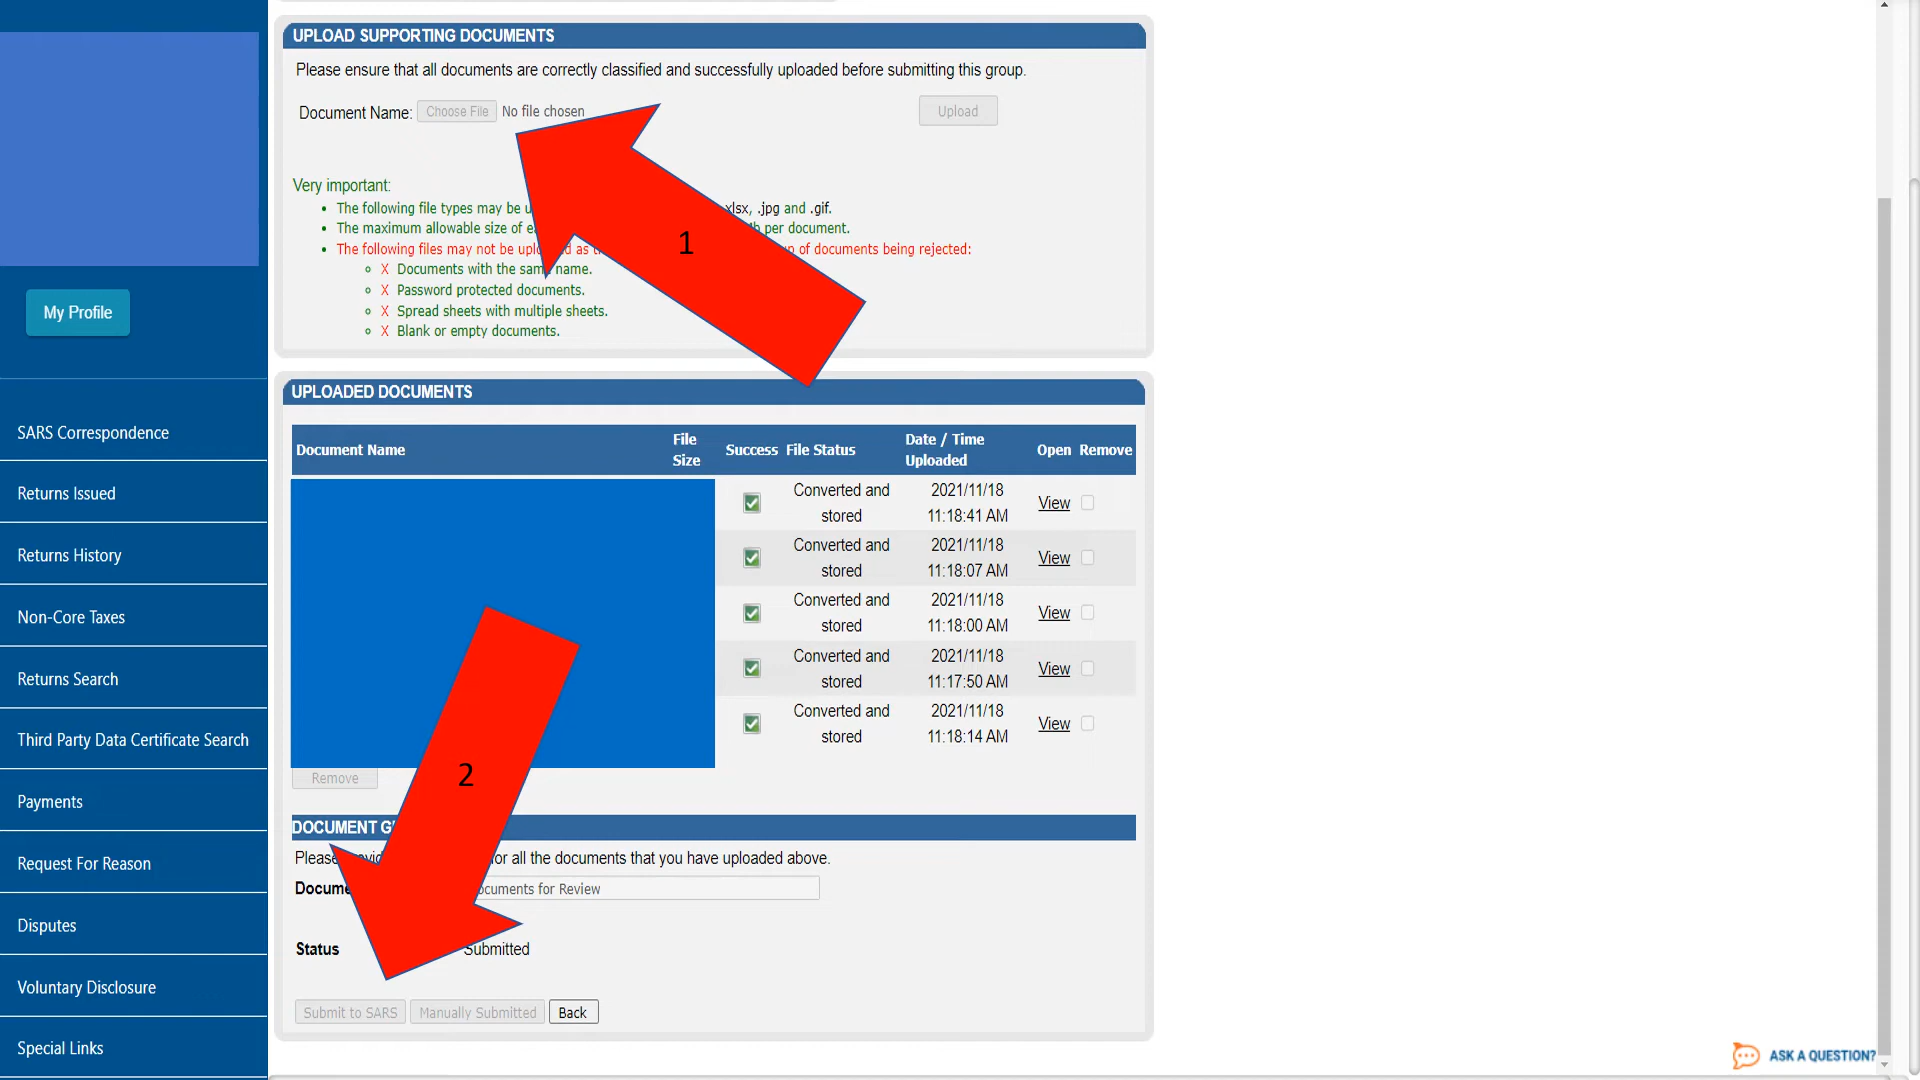 UPLOAD SUPPORTING DOCUMENTS
Please ensure that all documents are correctly classified and successfully uploaded before submitting this group.
Document Name: Choose File No file chosen Upload
Very important:
The following file types may be xlsx, .jpg and .gif.
The maximum allowable size of per document.
The following files may not be as of documents being rejected:
X Documents with the same name.
X Password protected documents.
X Spread sheets with multiple sheets.
X Blank or empty documents.
1
My Profile
SARS Correspondence
Returns Issued
Returns History
Non-Core Taxes
Returns Search
Third Party Data Certificate Search
Payments
Request For Reason
Disputes
Voluntary Disclosure
Special Links
UPLOADED DOCUMENTS
Document Name File Size Success File Status Date / Time Uploaded Open Remove
Converted and 2021/11/18
stored 11:18:41 AM View
Converted and 2021/11/18
stored 11:18:07 AM View
Converted and 2021/11/18
stored 11:18:00 AM View
Converted and 2021/11/18
stored 11:17:50 AM View
Converted and 2021/11/18
stored 11:18:14 AM View
2
Remove
DOCUMENT
for all the documents that you have uploaded above.
for Review
Status Submitted
Submit to SARS Manually Submitted Back
ASK A QUESTION?